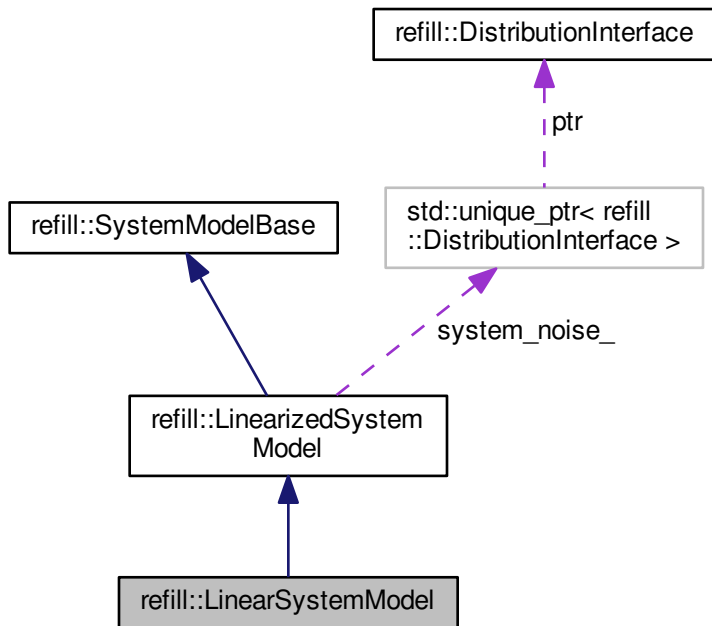 refill::DistributionInterface
ptr
std::unique_ptr< refill
::DistributionInterface >
refill::SystemModelBase
system_noise_
refill::LinearizedSystem
Model
refill::LinearSystemModel